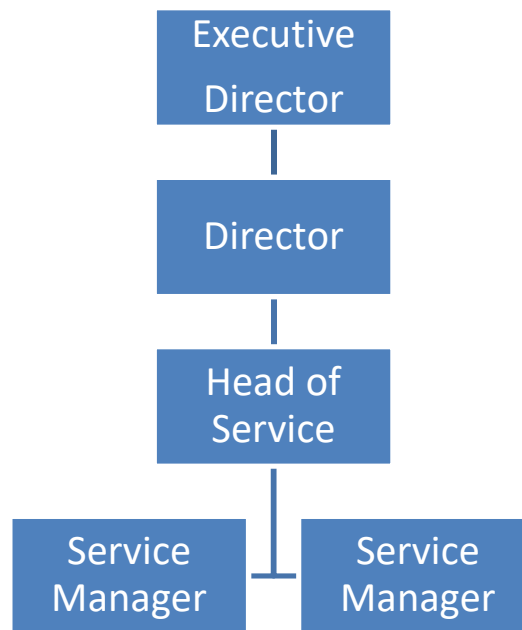 Executive
Director
Director
Head of
Service
Service
Manager
Service
Manager